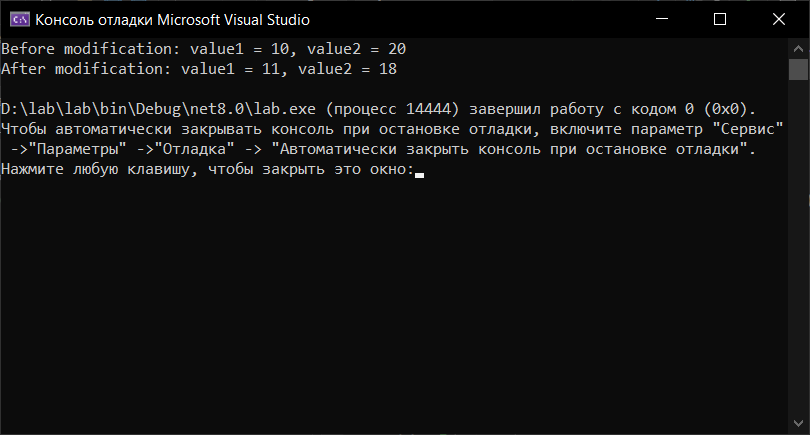 Консоль отладки Microsoft Visual Studio
Before modification: value1 = 10, value2 = 20
After modification: value1 = 11, value2 = 18
D:\lab\lab\bin\Debug\net8.0\lab.exe (процесс 14444) завершил работу с кодом 0 (0x0).
Чтобы автоматически закрывать консоль при остановке отладки, включите параметр "Сервис"
->"Параметры" ->"Отладка" -> "Автоматически закрыть консоль при остановке отладки".
Нажмите любую клавишу, чтобы закрыть это окно: